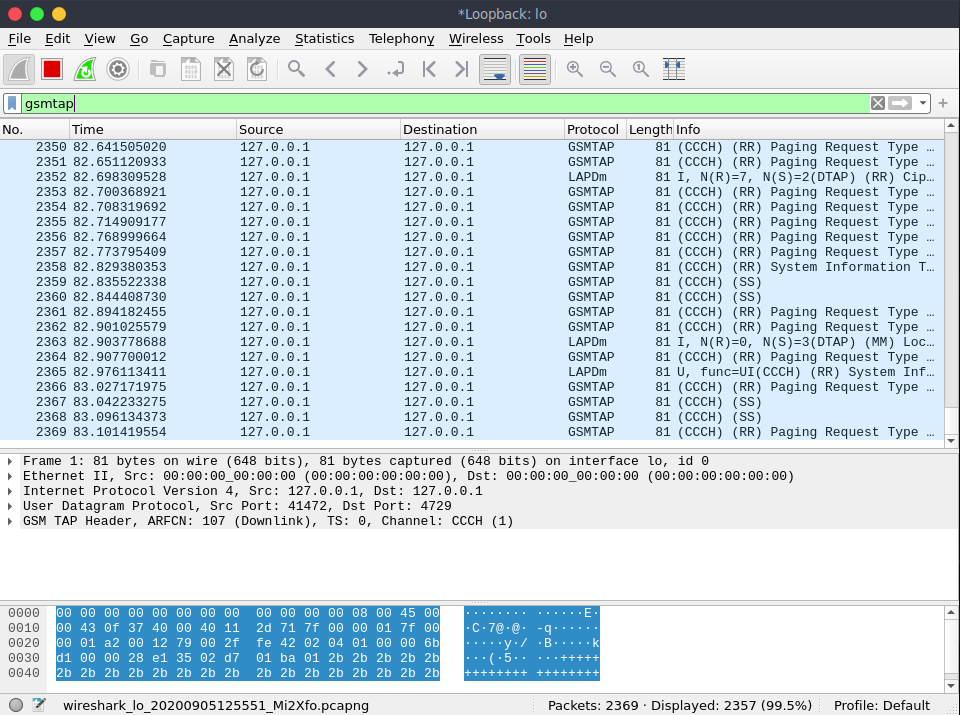 *Loopback: lo
File Edit View Go Capture Analyze Statistics Telephony Wireless Tools Help
gsmtap
No. Time Source Destination Protocol Length Info
2350 82.641505020 127.0.0.1 127.0.0.1 GSMTAP 81 (CCCH) (RR) Paging Request Type …
2351 82.651120933 127.0.0.1 127.0.0.1 GSMTAP 81 (CCCH) (RR) Paging Request Type …
2352 82.698309528 127.0.0.1 127.0.0.1 LAPDm 81 I, N(R)=7, N(S)=2(DTAP) (RR) Cip…
2353 82.700368921 127.0.0.1 127.0.0.1 GSMTAP 81 (CCCH) (RR) Paging Request Type …
2354 82.708319692 127.0.0.1 127.0.0.1 GSMTAP 81 (CCCH) (RR) Paging Request Type …
2355 82.714909177 127.0.0.1 127.0.0.1 GSMTAP 81 (CCCH) (RR) Paging Request Type …
2356 82.768999664 127.0.0.1 127.0.0.1 GSMTAP 81 (CCCH) (RR) Paging Request Type …
2357 82.773795409 127.0.0.1 127.0.0.1 GSMTAP 81 (CCCH) (RR) Paging Request Type …
2358 82.829380353 127.0.0.1 127.0.0.1 GSMTAP 81 (CCCH) (RR) System Information T…
2359 82.835522338 127.0.0.1 127.0.0.1 GSMTAP 81 (CCCH) (SS)
2360 82.844408730 127.0.0.1 127.0.0.1 GSMTAP 81 (CCCH) (SS)
2361 82.894182455 127.0.0.1 127.0.0.1 GSMTAP 81 (CCCH) (RR) Paging Request Type …
2362 82.901025579 127.0.0.1 127.0.0.1 GSMTAP 81 (CCCH) (RR) Paging Request Type …
2363 82.903778688 127.0.0.1 127.0.0.1 LAPDm 81 I, N(R)=0, N(S)=3(DTAP) (MM) Loc…
2364 82.907700012 127.0.0.1 127.0.0.1 GSMTAP 81 (CCCH) (RR) Paging Request Type …
2365 82.976113411 127.0.0.1 127.0.0.1 LAPDm 81 U, func=UI(CCCH) (RR) System Inf…
2366 83.027171975 127.0.0.1 127.0.0.1 GSMTAP 81 (CCCH) (RR) Paging Request Type …
2367 83.042233275 127.0.0.1 127.0.0.1 GSMTAP 81 (CCCH) (SS)
2368 83.096134373 127.0.0.1 127.0.0.1 GSMTAP 81 (CCCH) (SS)
2369 83.101419554 127.0.0.1 127.0.0.1 GSMTAP 81 (CCCH) (RR) Paging Request Type …
Frame 1: 81 bytes on wire (648 bits), 81 bytes captured (648 bits) on interface lo, id 0
Ethernet II, Src: 00:00:00_00:00:00 (00:00:00:00:00:00), Dst: 00:00:00_00:00:00 (00:00:00:00:00:00)
Internet Protocol Version 4, Src: 127.0.0.1, Dst: 127.0.0.1
User Datagram Protocol, Src Port: 41472, Dst Port: 4729
GSM TAP Header, ARFCN: 107 (Downlink), TS: 0, Channel: CCCH (1)
0000 00 00 00 00 00 00 00 00 00 00 00 00 08 00 45 00 ········ ······E·
0010 00 43 0f 37 40 00 40 11 2d 71 7f 00 00 01 7f 00 ·C·7@·@· -q······
0020 00 01 a2 00 12 79 00 2f fe 42 02 04 01 00 00 6b ·····y·/ ·B·····k
0030 d1 00 00 28 e1 35 02 d7 01 ba 01 2b 2b 2b 2b 2b ···(·5·· ···+++++
0040 2b 2b 2b 2b 2b 2b 2b 2b 2b 2b 2b 2b 2b 2b 2b 2b ++++++++ ++++++++
wireshark_lo_20200905125551_Mi2Xfo.pcapng Packets: 2369 · Displayed: 2357 (99.5%) Profile: Default